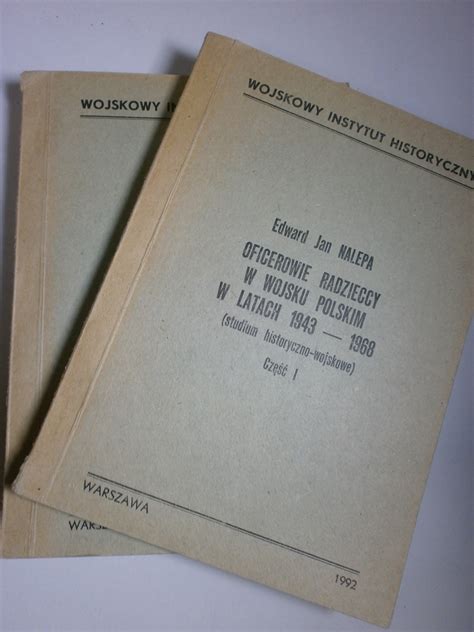 WOJSKOWY INSTYTUT HISTORYCZNY
Edward Jan NALEPA
OFICEROWIE RADZIECCY
W WOJSKU POLSKIM
W LATACH 1943 — 1968
(studium historyczno-wojskowe)
Część I
WARSZAWA
1992
WOJSKOWY